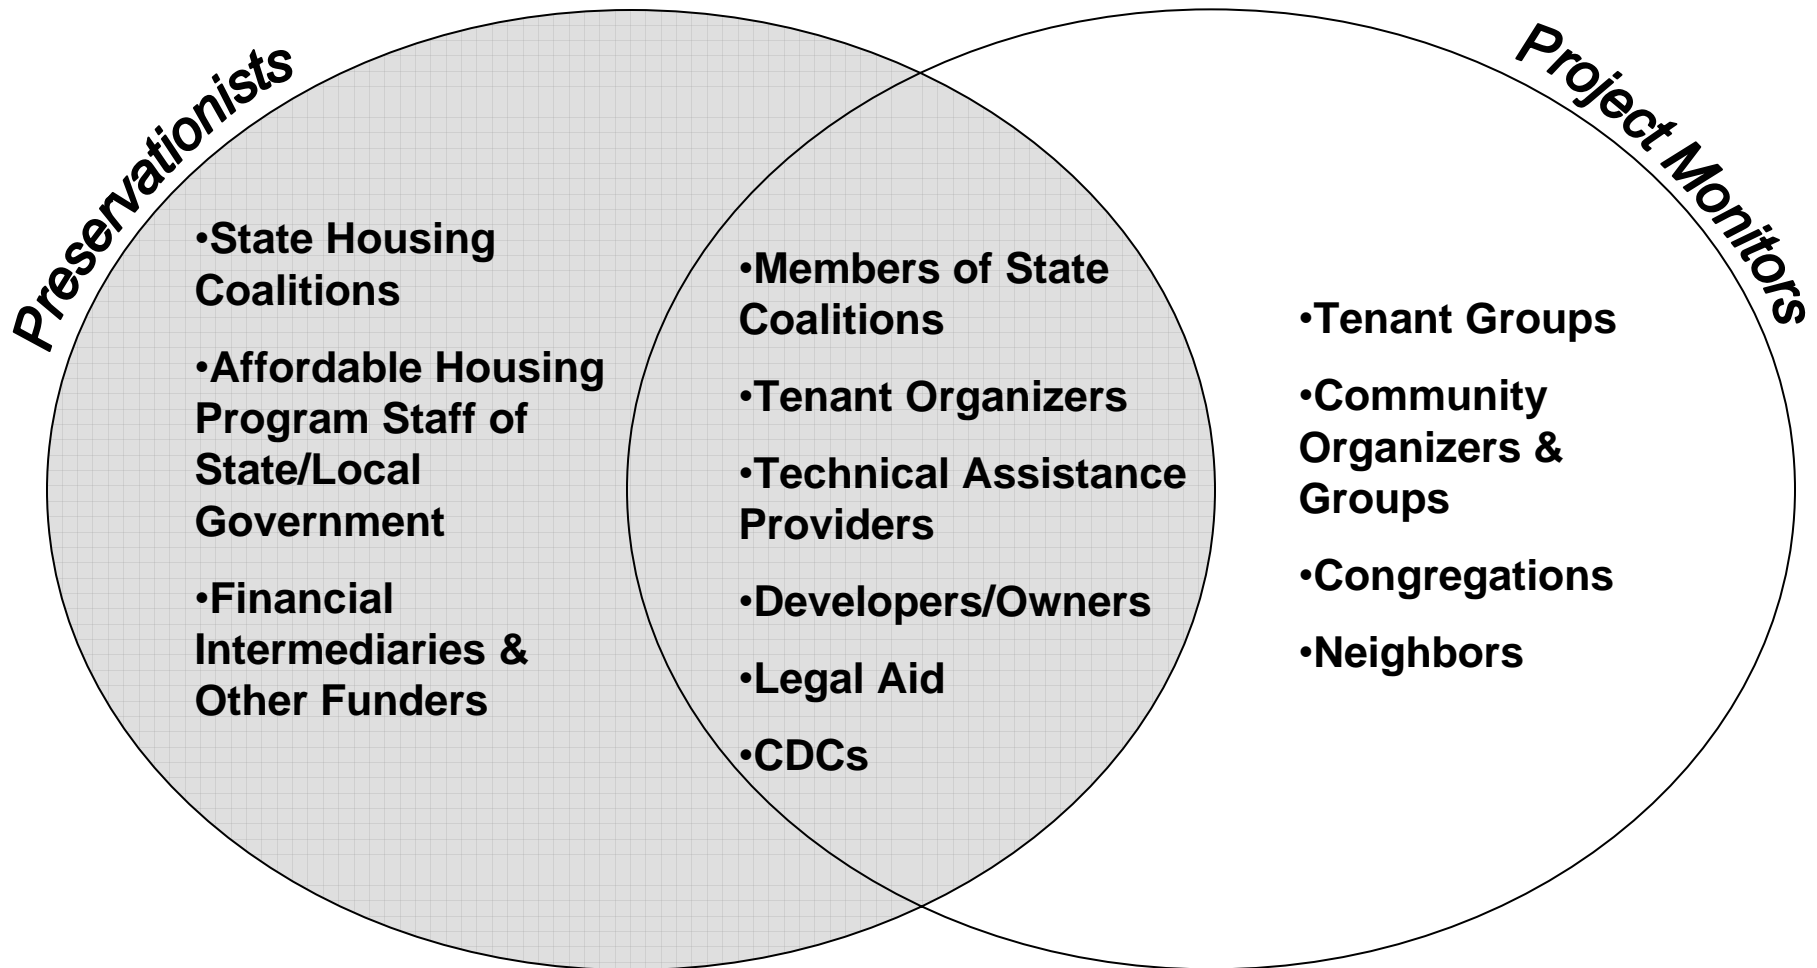 Preservationists
•State Housing
Coalitions
•Affordable Housing
Program Staff of
State/Local
Government
•Financial
Intermediaries &
Other Funders
•Members of State
Coalitions
•Tenant Organizers
•Technical Assistance
Providers
•Developers/Owners
•Legal Aid
•CDCs
Project Monitors
•Tenant Groups
•Community
Organizers &
Groups
•Congregations
•Neighbors